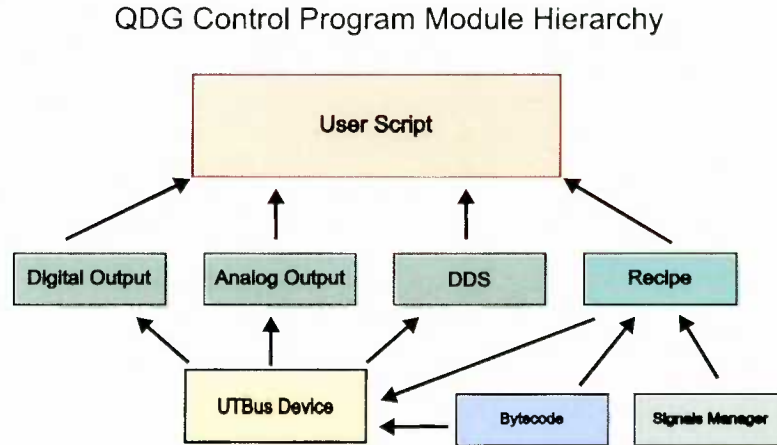 QDG Control Program Module Hierarchy
User Script
Digital Output
Analog Output
DDS
Recipe
UTBus Device
Bytecode
Signals Manager